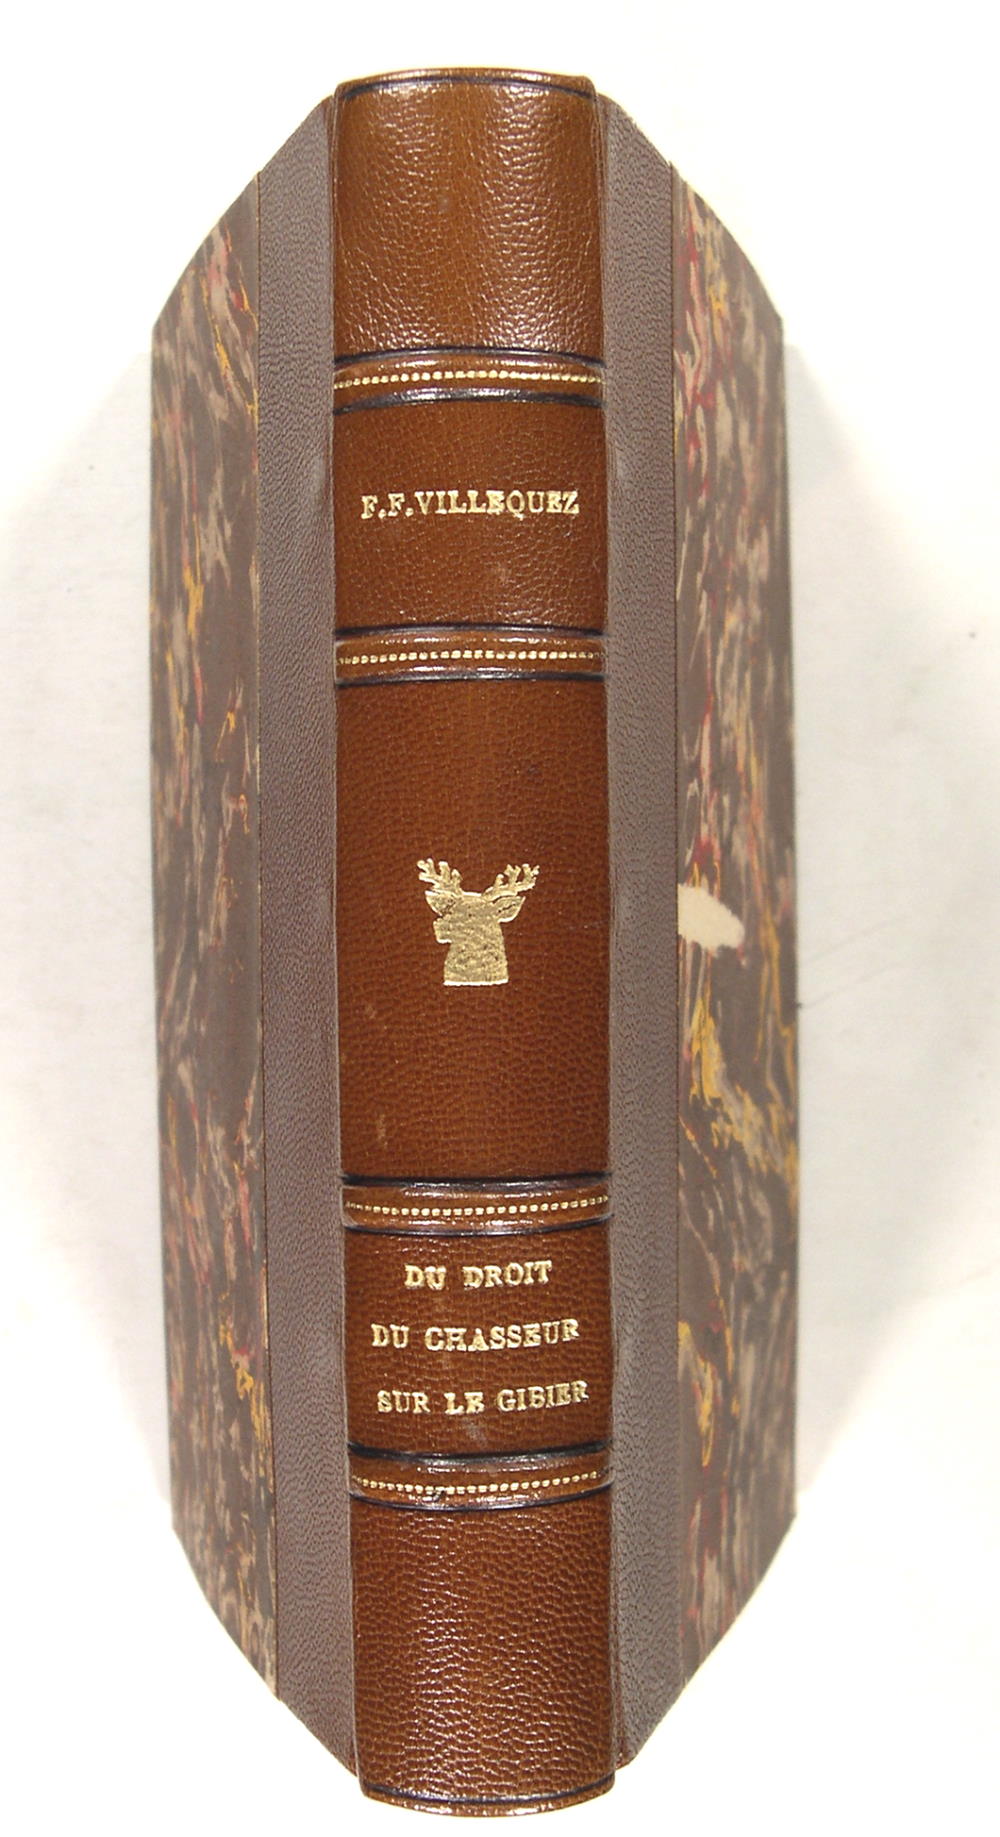 F.F.VILLEQUEZ
DU DROIT
DU CHASSEUR
SUR LE GIBIER